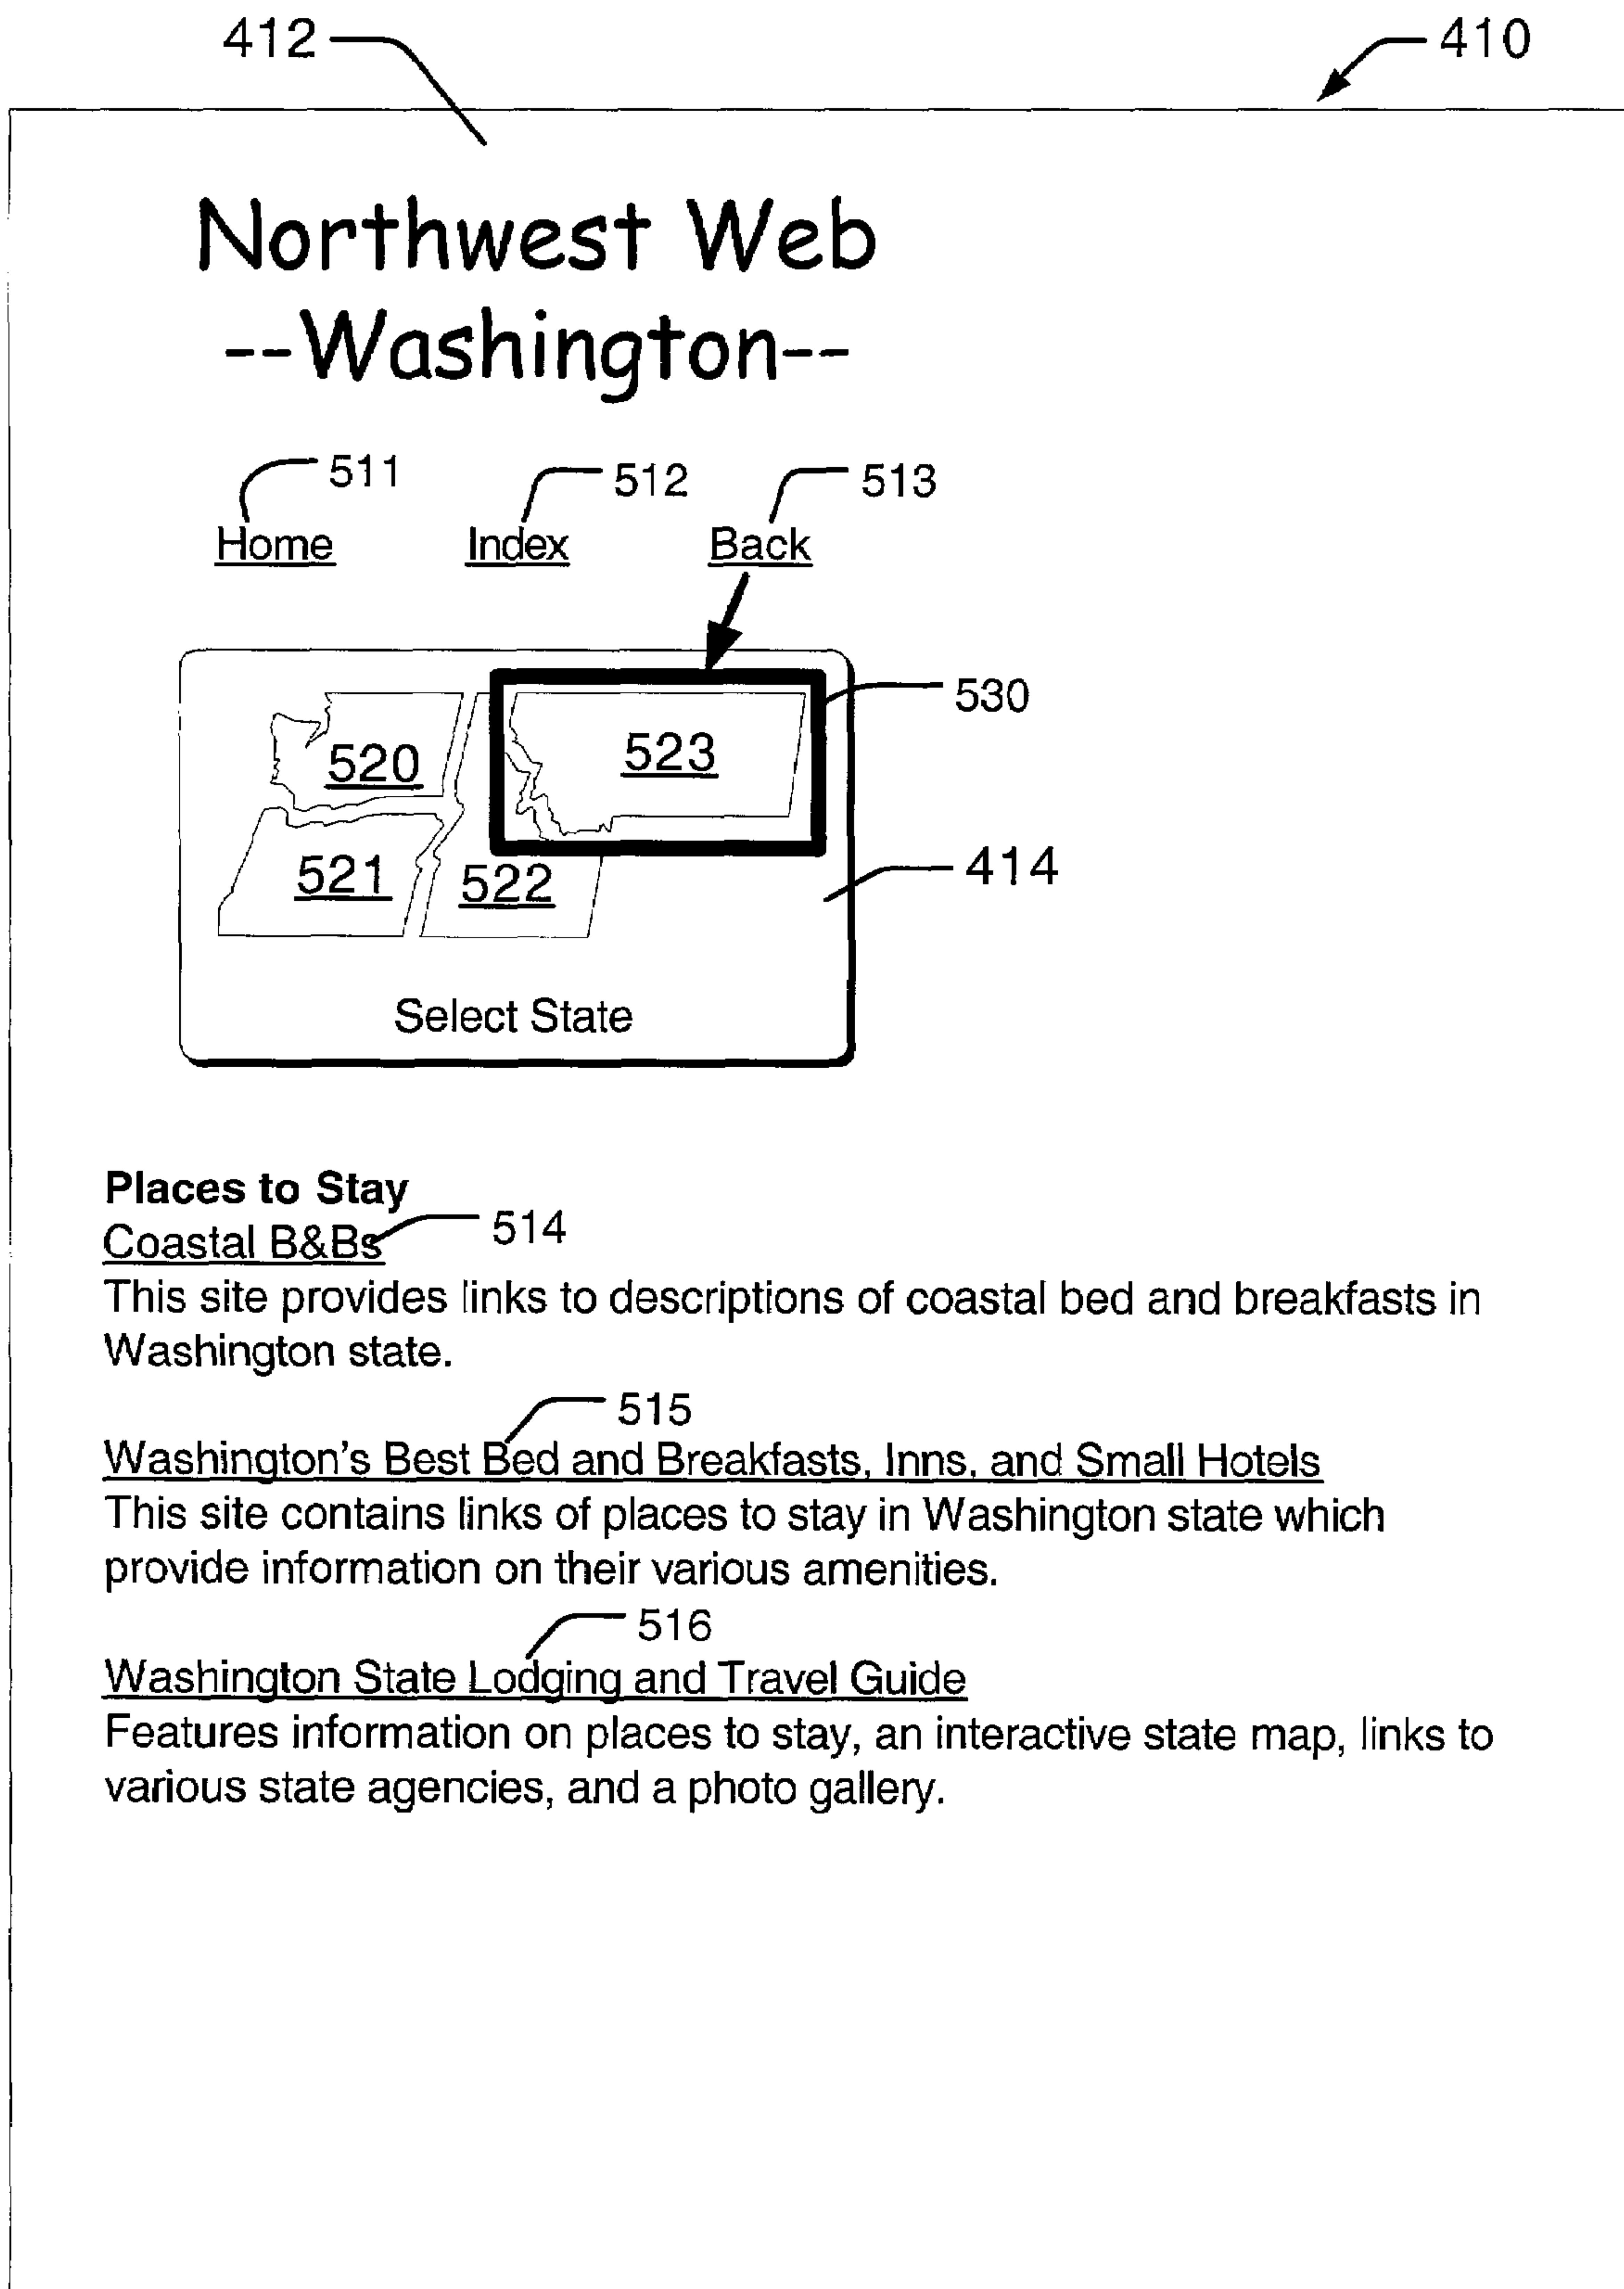 412 410
Northwest Web
--Washington--
511 512 513
Home Index Back
530
520 523
521 522 414
Select State
Places to Stay
Coastal B&Bs 514
This site provides links to descriptions of coastal bed and breakfasts in
Washington state.
515
Washington's Best Bed and Breakfasts, Inns, and Small Hotels
This site contains links of places to stay in Washington state which
provide information on their various amenities.
516
Washington State Lodging and Travel Guide
Features information on places to stay, an interactive state map, links to
various state agencies, and a photo gallery.